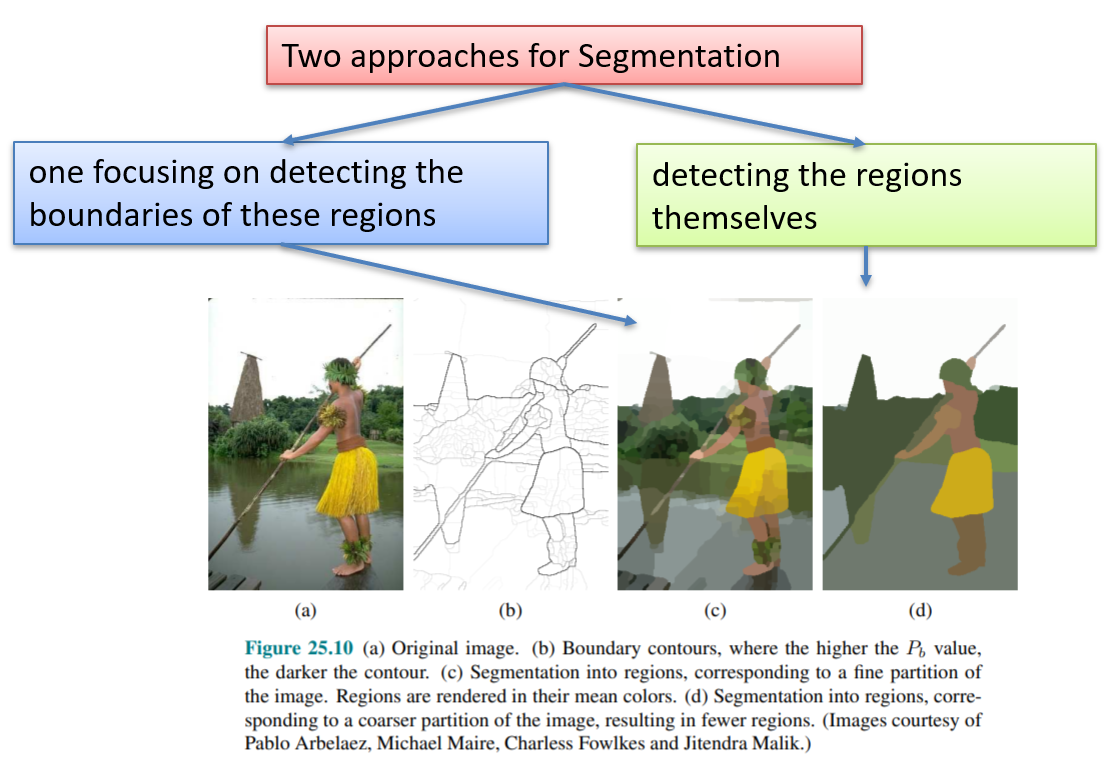 Two approaches for Segmentation
one focusing on detecting the
boundaries of these regions
detecting the regions
themselves
(a)
(b)
(c)
(d)
Figure 25.10 (a) Original image. (b) Boundary contours, where the higher the P_b value,
the darker the contour. (c) Segmentation into regions, corresponding to a fine partition of
the image. Regions are rendered in their mean colors. (d) Segmentation into regions, corre-
sponding to a coarser partition of the image, resulting in fewer regions. (Images courtesy of
Pablo Arbelaez, Michael Maire, Charless Fowlkes and Jitendra Malik.)